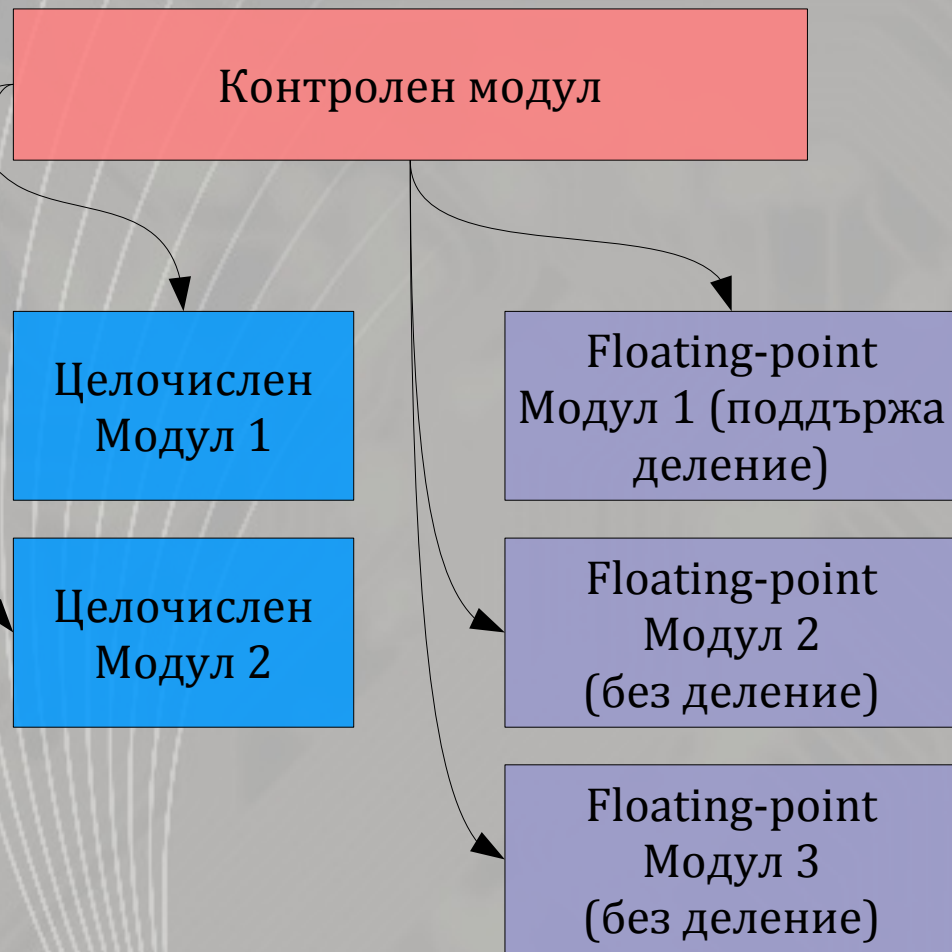 Контролен модул
Целочислен
Модул 1
Floating-point
Модул 1 (поддържа
деление)
Целочислен
Модул 2
Floating-point
Модул 2
(без деление)
Floating-point
Модул 3
(без деление)